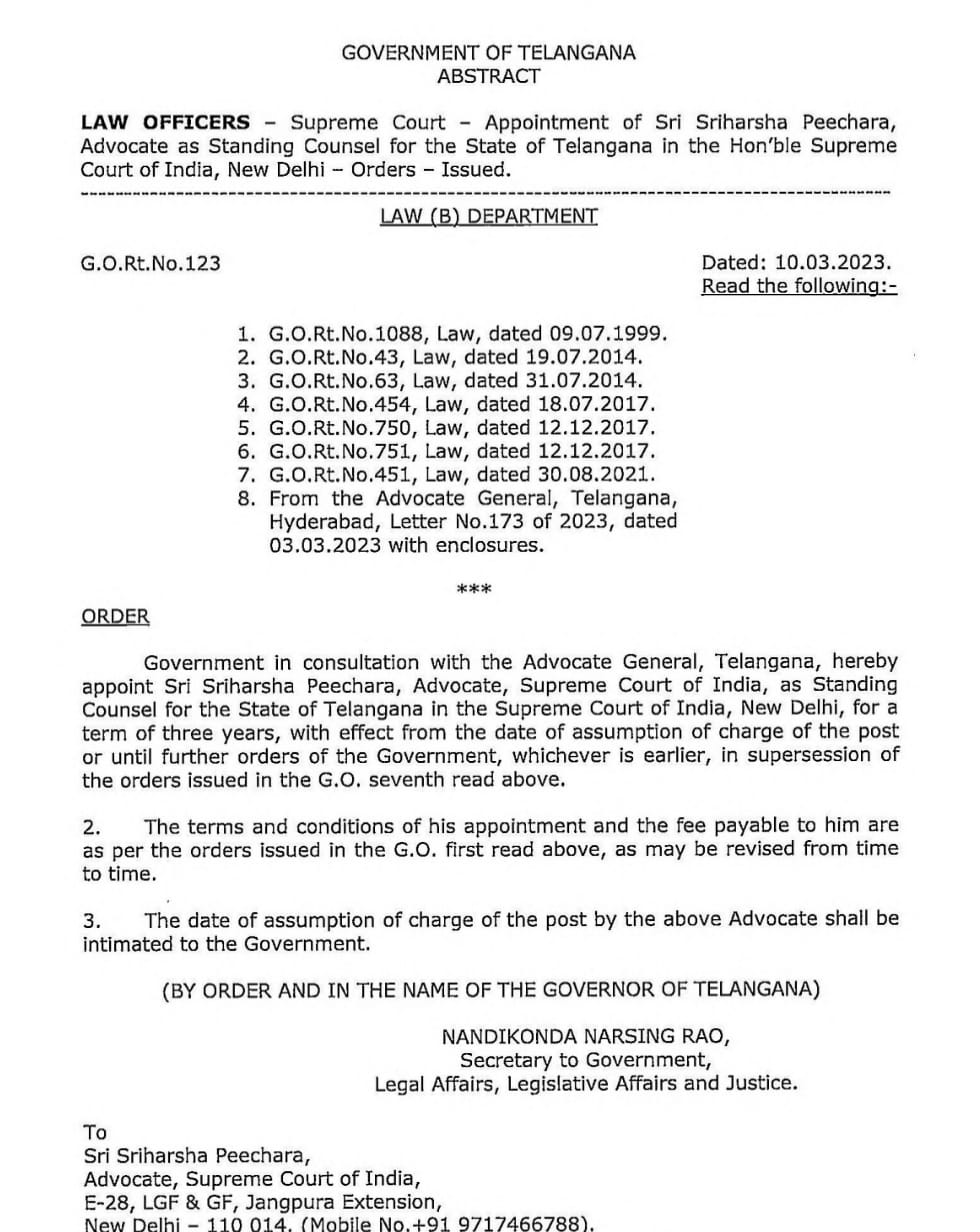 GOVERNMENT OF TELANGANA
ABSTRACT
LAW OFFICERS – Supreme Court – Appointment of Sri Sriharsha Peechara,
Advocate as Standing Counsel for the State of Telangana in the Hon'ble Supreme
Court of India, New Delhi – Orders – Issued.
LAW (B) DEPARTMENT
G.O.Rt.No.123 Dated: 10.03.2023.
Read the following:-
1. G.O.Rt.No.1088, Law, dated 09.07.1999.
2. G.O.Rt.No.43, Law, dated 19.07.2014.
3. G.O.Rt.No.63, Law, dated 31.07.2014.
4. G.O.Rt.No.454, Law, dated 18.07.2017.
5. G.O.Rt.No.750, Law, dated 12.12.2017.
6. G.O.Rt.No.751, Law, dated 12.12.2017.
7. G.O.Rt.No.451, Law, dated 30.08.2021.
8. From the Advocate General, Telangana,
Hyderabad, Letter No.173 of 2023, dated
03.03.2023 with enclosures.
***
ORDER
Government in consultation with the Advocate General, Telangana, hereby
appoint Sri Sriharsha Peechara, Advocate, Supreme Court of India, as Standing
Counsel for the State of Telangana in the Supreme Court of India, New Delhi, for a
term of three years, with effect from the date of assumption of charge of the post
or until further orders of the Government, whichever is earlier, in supersession of
the orders issued in the G.O. seventh read above.
2. The terms and conditions of his appointment and the fee payable to him are
as per the orders issued in the G.O. first read above, as may be revised from time
to time.
3. The date of assumption of charge of the post by the above Advocate shall be
intimated to the Government.
(BY ORDER AND IN THE NAME OF THE GOVERNOR OF TELANGANA)
NANDIKONDA NARSING RAO,
Secretary to Government,
Legal Affairs, Legislative Affairs and Justice.
To
Sri Sriharsha Peechara,
Advocate, Supreme Court of India,
E-28, LGF & GF, Jangpura Extension,
New Delhi – 110 014. (Mobile No.+91 9717466788).